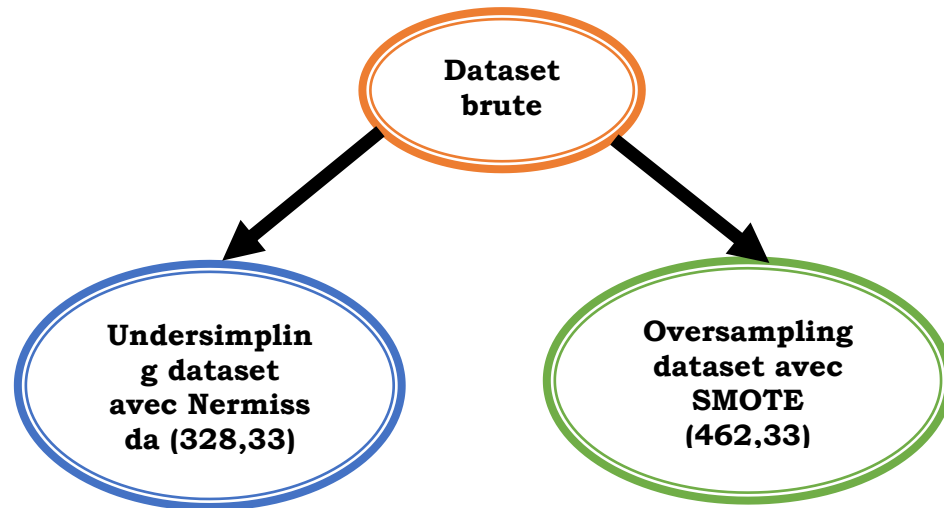 Dataset
brute
Undersimplin
g dataset
avec Nermiss
da (328,33)
Oversampling
dataset avec
SMOTE
(462,33)